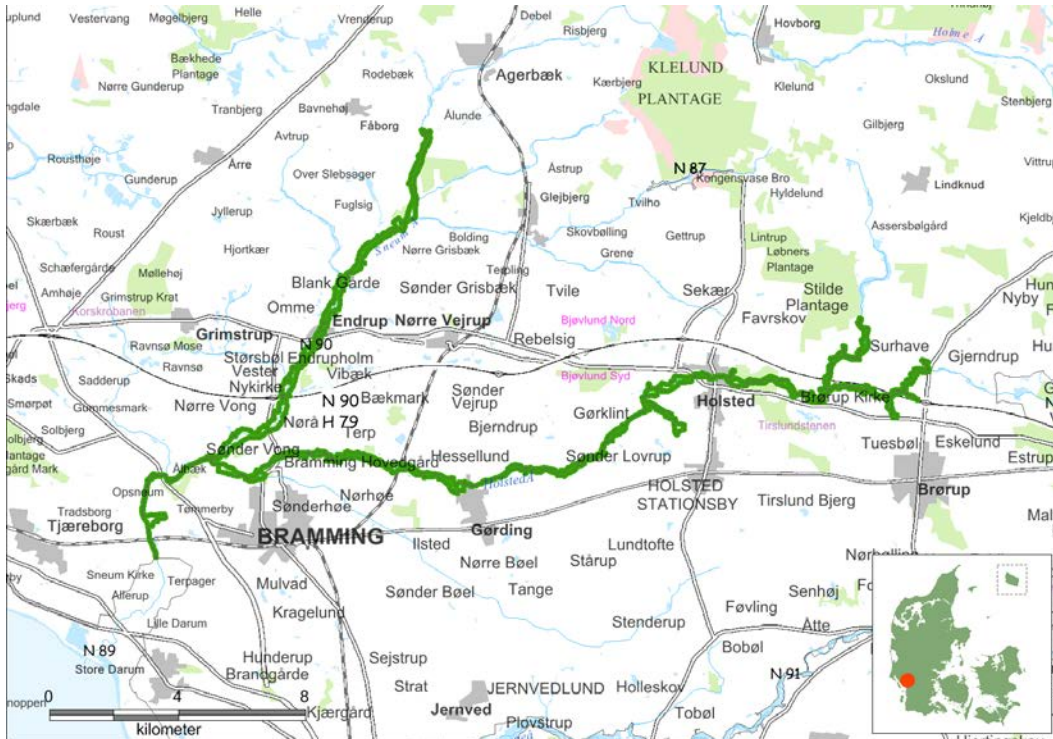 Vestervang
Møgelbjerg
Helle
Vrenderup
Debel
Risbjerg
Hovborg
Holme Å
Bækhede
Plantage
Rodebæk
Agerbæk
KLELUND
PLANTAGE
Kærbjerg
Klelund
Okslund
Stenbjerg
Nørre Gunderup
Tranbjerg
Bavnehøj
Fåborg
Ålunde
Gilbjerg
Avtrup
Rousthøje
Årre
Gunderup
Over Slebsager
Åstrup
Glejbjerg
N 87
Kongensvase Bro
Hyldelund
Lindknud
Tvilho
Fuglsig
Jyllerup
Skærbæk
Roust
Sneum Å
Skovbølling
Gettrup
Assersbølgård
Bolding
Nørre Grisbæk
Lintrup
Løbners
Plantage
Hjortkær
Grene
Schæfergårde
Møllehøj
Terpling
Amhøje
Grimstrup Krat
Blank Gårde
Sønder Grisbæk
Tvile
Sekær
Stilde
Plantage
Nyby
Korskrobanen
Omme
Endrup
Nørre Vejrup
Bjøvlund Nord
Favrskov
Grimstrup
Rebelsig
Ravnsø Mose
N 90
Surhave
Gjerndrup
Størsbøl
Endrupholm
Ravnsø
Vester
Nykirke
Vibæk
Bjøvlund Syd
Skads
Sadderup
Sønder
Vejrup
Smørpøt
Gummesmark
Nørre Vong
N 90
Bækmark
Holsted
Brørup Kirke
Gørklint
Nørå
H 79
Terp
Bjerndrup
Tirslundstenen
Solbjerg
Sønder Vong
Hessellund
Tuesbøl
Eskelund
Estrup
Bramming Hovedgård
Sønder Lovrup
Opsneum
Nørhøe
Holsted Å
HOLSTED
STATIONSBY
Tirslund Bjerg
Brørup
Tradsborg
Tømmerby
Sønderhøe
Tjæreborg
Gørding
BRAMMING
Ilsted
Lundtofte
Nørre Bøel
Stårup
Sneum Kirke
Terpager
Mulvad
Allerup
Sønder Bøel
Tange
Senhøj
Kragelund
Føvling
Lille Darum
Stenderup
Åtte
N 89
Bobøl
Store Darum
Hunderup
Sejstrup
N 91
Brandgårde
Strat
JERNVEDLUND
Holleskov
0 4 8
kilometer
Kjærgård
Jernved
Plovstrup
Tobøl